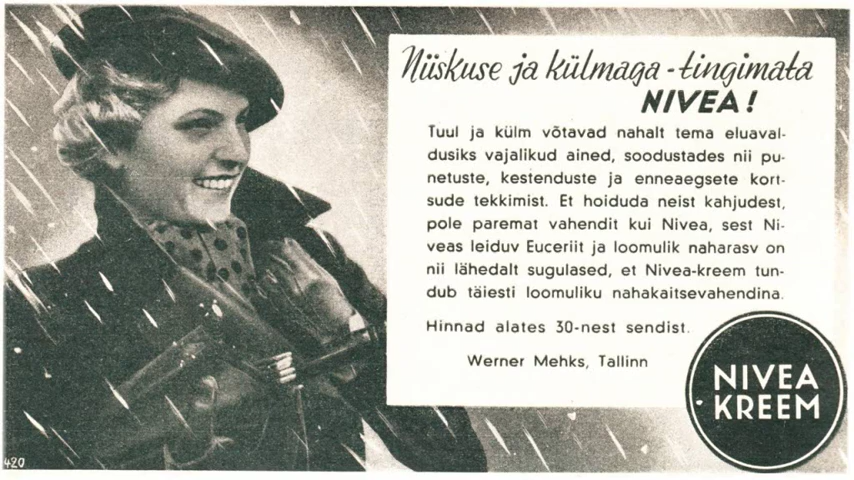 Niiskuse ja külmaga - tingimata
NIVEA!
Tuul ja külm võtavad nahalt tema eluaval-
dusiks vajalikud ained, soodustades nii pu-
netuste, kestenduste ja enneaegsete kort-
sude tekkimist. Et hoiduda neist kahjudest,
pole paremat vahendit kui Nivea, sest Ni-
veas leiduv Euceriit ja loomulik naharasv on
nii lähedalt sugulased, et Nivea-kreem tun-
dub täiesti loomuliku nahakaitsevahendina.
Hinnad alates 30-nest sendist.
Werner Mehks, Tallinn
NIVEA
KREEM
420